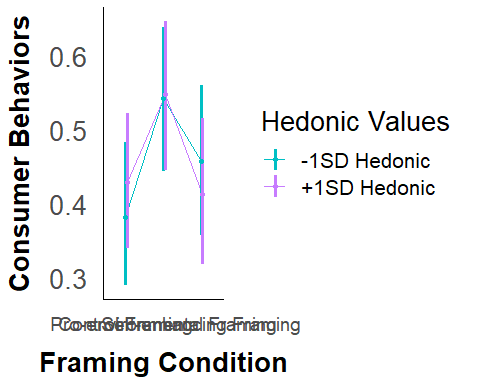 Consumer Behaviors
0.6
0.5
0.4
0.3
Hedonic Values
-1SD Hedonic
+1SD Hedonic
Framing Condition